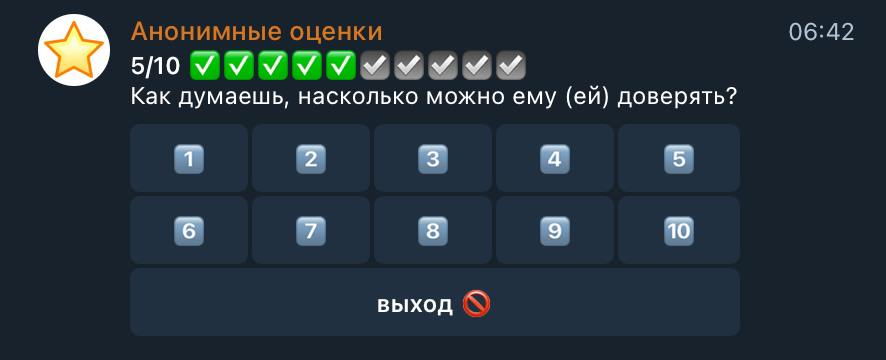 Анонимные оценки 06:42
5/10 ✅✅✅✅✅
Как думаешь, насколько можно ему (ей) доверять?
1 2 3 4 5
6 7 8 9 10
выход 🚫